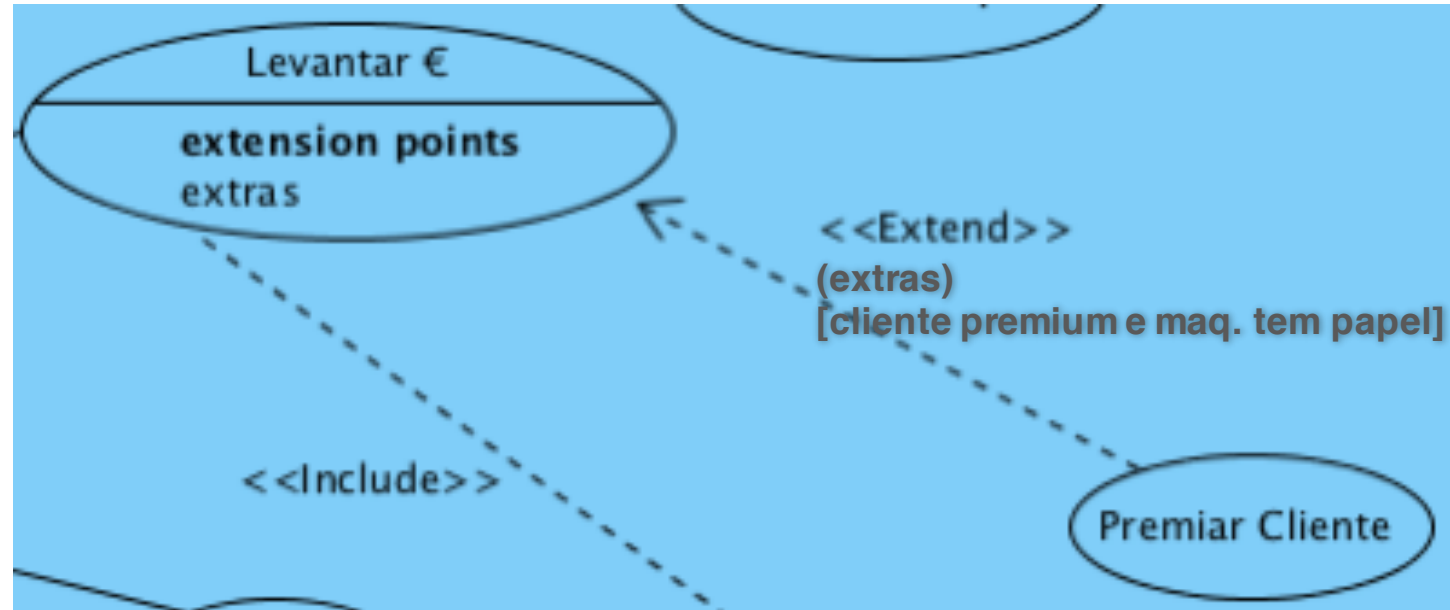 Levantar €
extension points
extras
<<Extend>>
(extras)
[cliente premium e maq. tem papel]
<<Include>>
Premiar Cliente